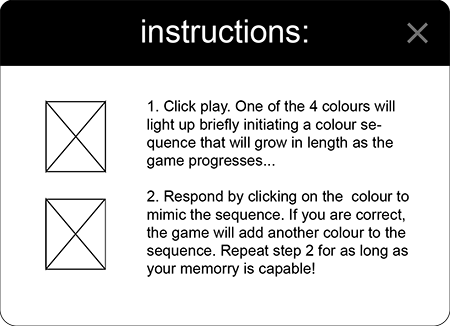 instructions:
1. Click play. One of the 4 colours will
light up briefly initiating a colour se-
quence that will grow in length as the
game progresses...
2. Respond by clicking on the  colour to
mimic the sequence. If you are correct,
the game will add another colour to the
sequence. Repeat step 2 for as long as
your memorry is capable!